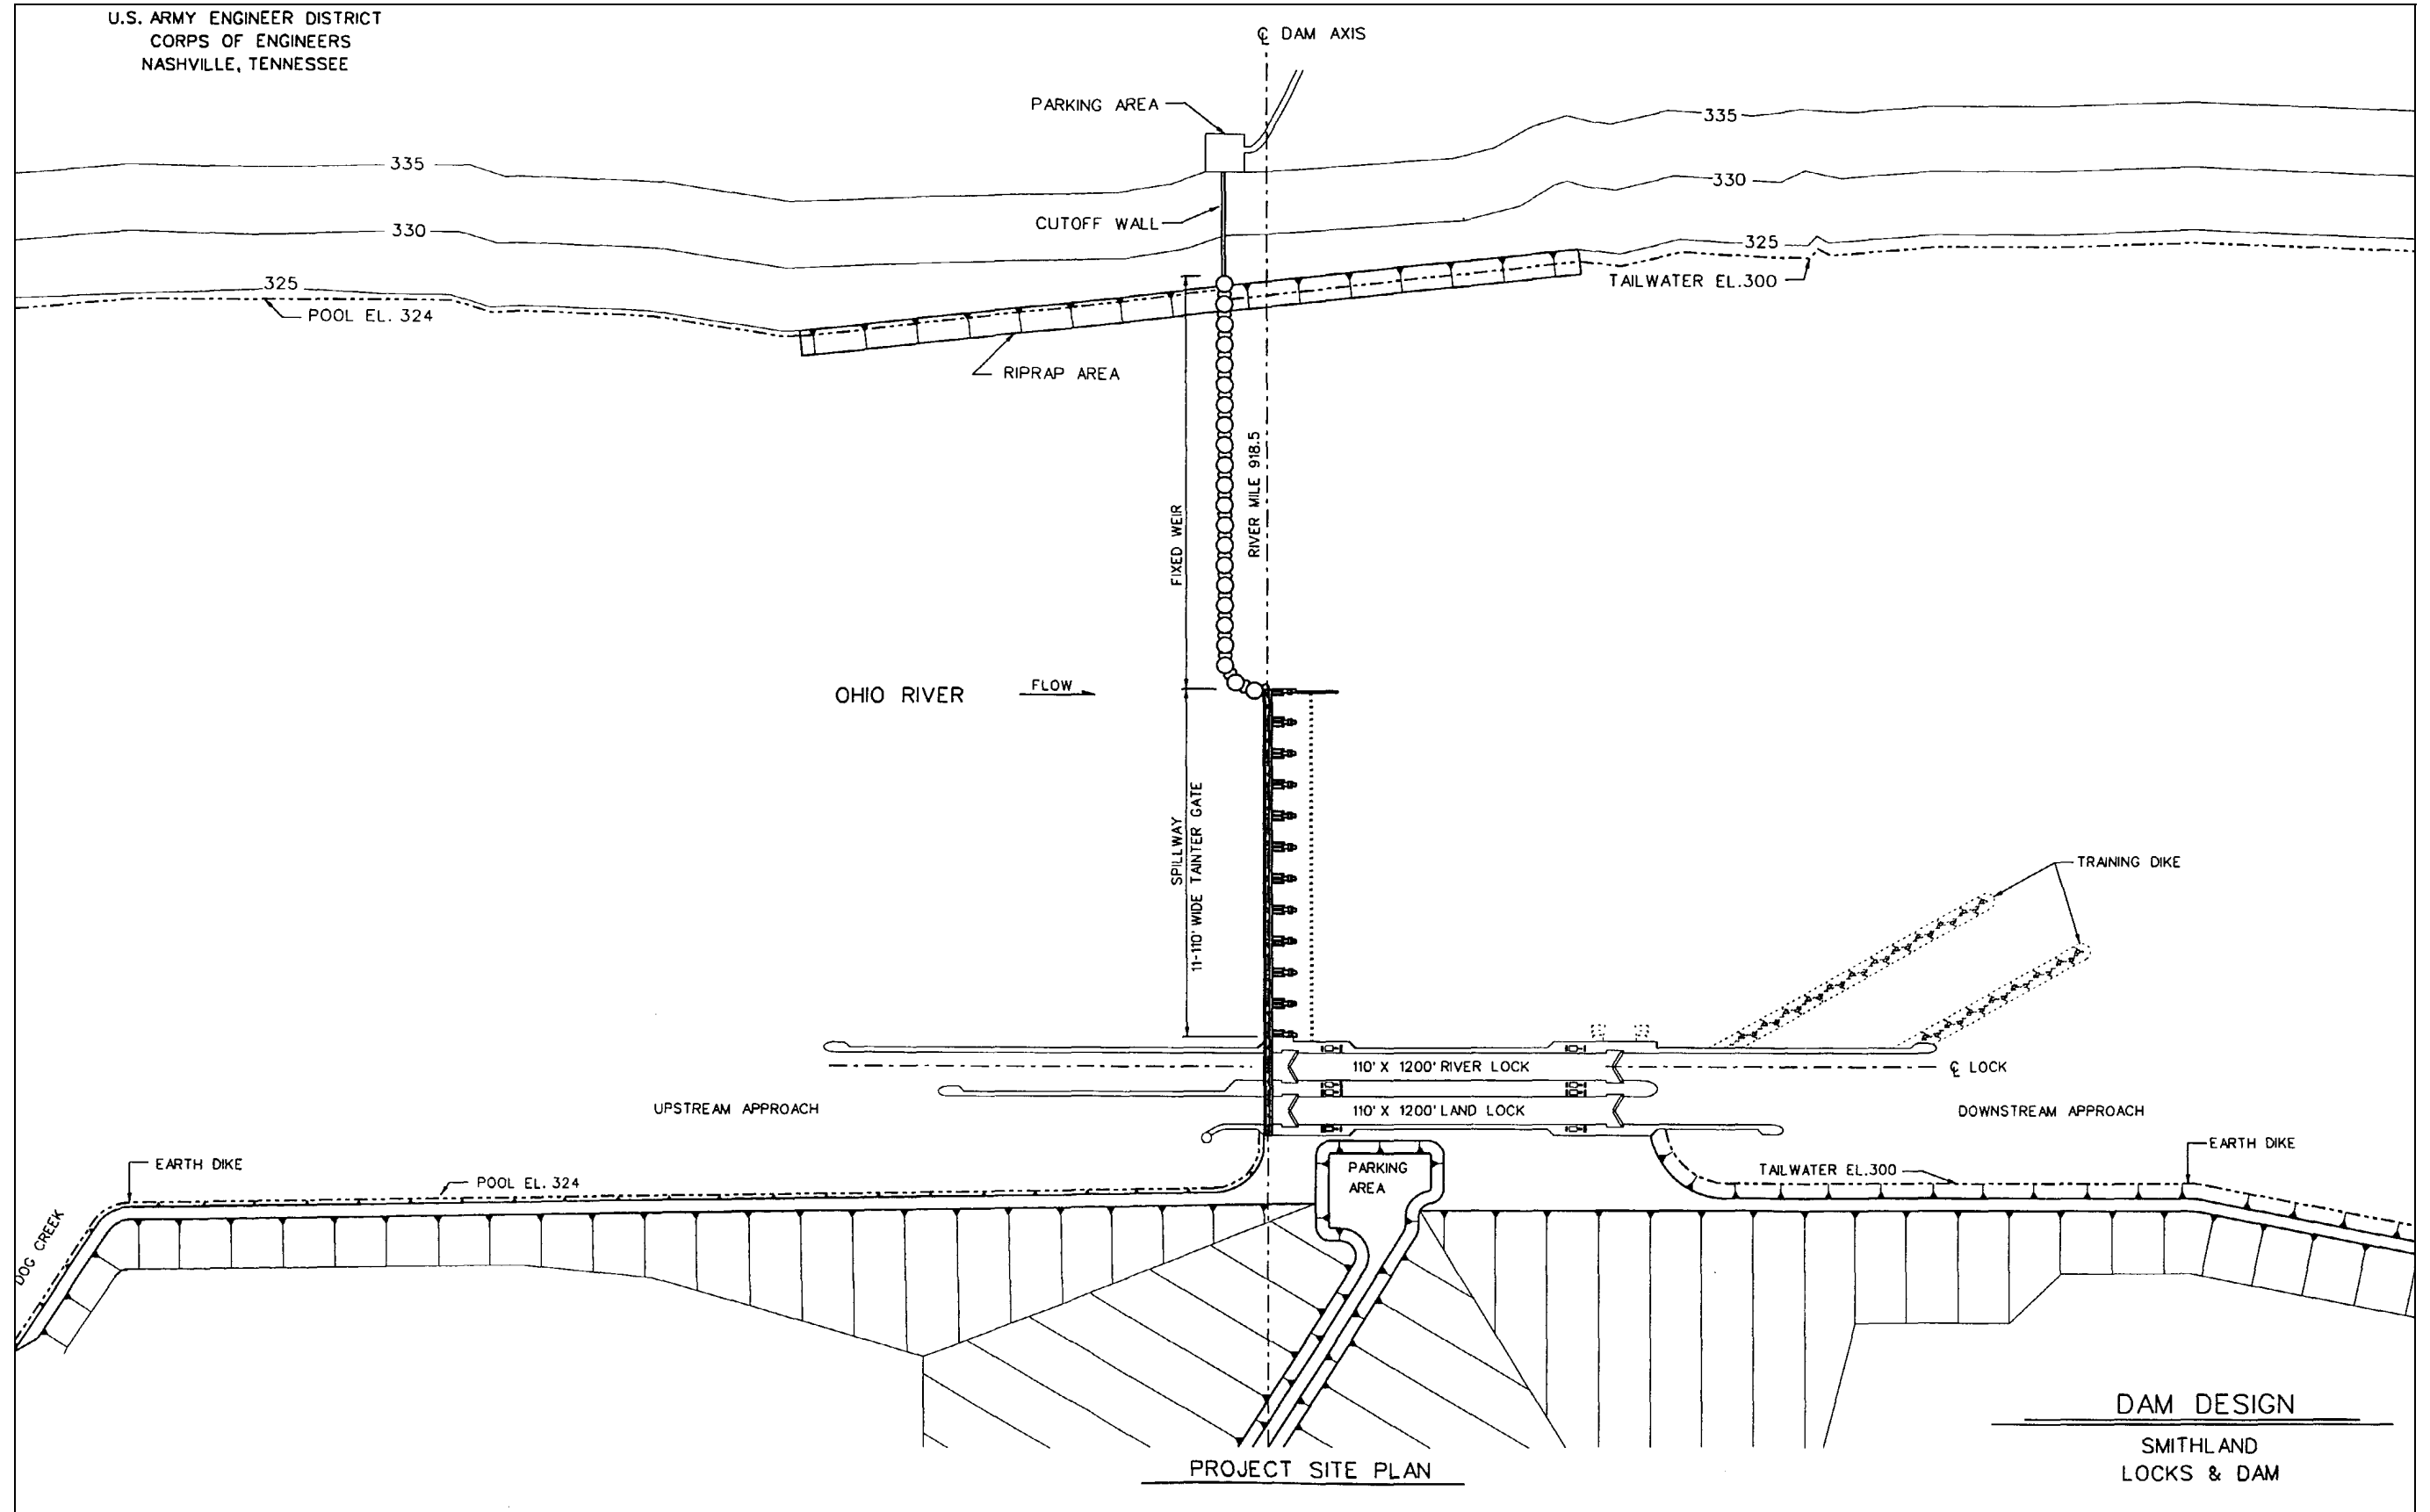 U.S. ARMY ENGINEER DISTRICT
CORPS OF ENGINEERS
NASHVILLE, TENNESSEE
℄ DAM AXIS
PARKING AREA
335
335
330
CUTOFF WALL
330
325
325
TAILWATER EL.300
POOL EL. 324
RIPRAP AREA
RIVER MILE 918.5
FIXED WEIR
OHIO RIVER
FLOW
SPILLWAY
11-110' WIDE TAINTER GATE
TRAINING DIKE
110' X 1200' RIVER LOCK
℄ LOCK
UPSTREAM APPROACH
110' X 1200' LAND LOCK
DOWNSTREAM APPROACH
EARTH DIKE
EARTH DIKE
PARKING
AREA
TAILWATER EL.300
POOL EL. 324
DOG CREEK
DAM DESIGN
SMITHLAND
LOCKS & DAM
PROJECT SITE PLAN